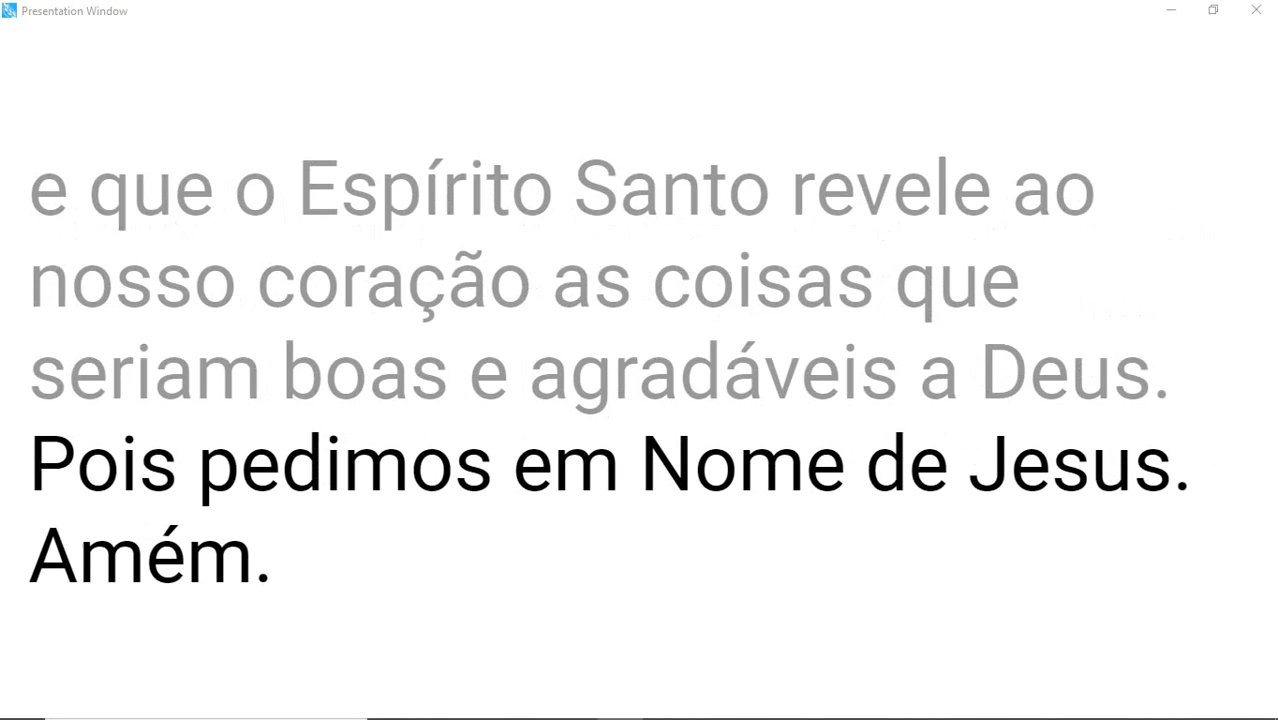 Presentation Window
e que o Espírito Santo revele ao
nosso coração as coisas que
seriam boas e agradáveis a Deus.
Pois pedimos em Nome de Jesus.
Amém.